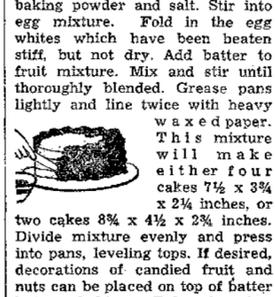 baking powder and salt. Stir into
egg mixture. Fold in the egg
whites which have been beaten
stiff, but not dry. Add batter to
fruit mixture. Mix and stir until
thoroughly blended. Grease pans
lightly and line twice with heavy
waxed paper.
This mixture
will make
either four
cakes 7½ x 3¾
x 2¼ inches, or
two cakes 8¾ x 4½ x 2¾ inches.
Divide mixture evenly and press
into pans, leveling tops. If desired,
decorations of candied fruit and
nuts can be placed on top of batter